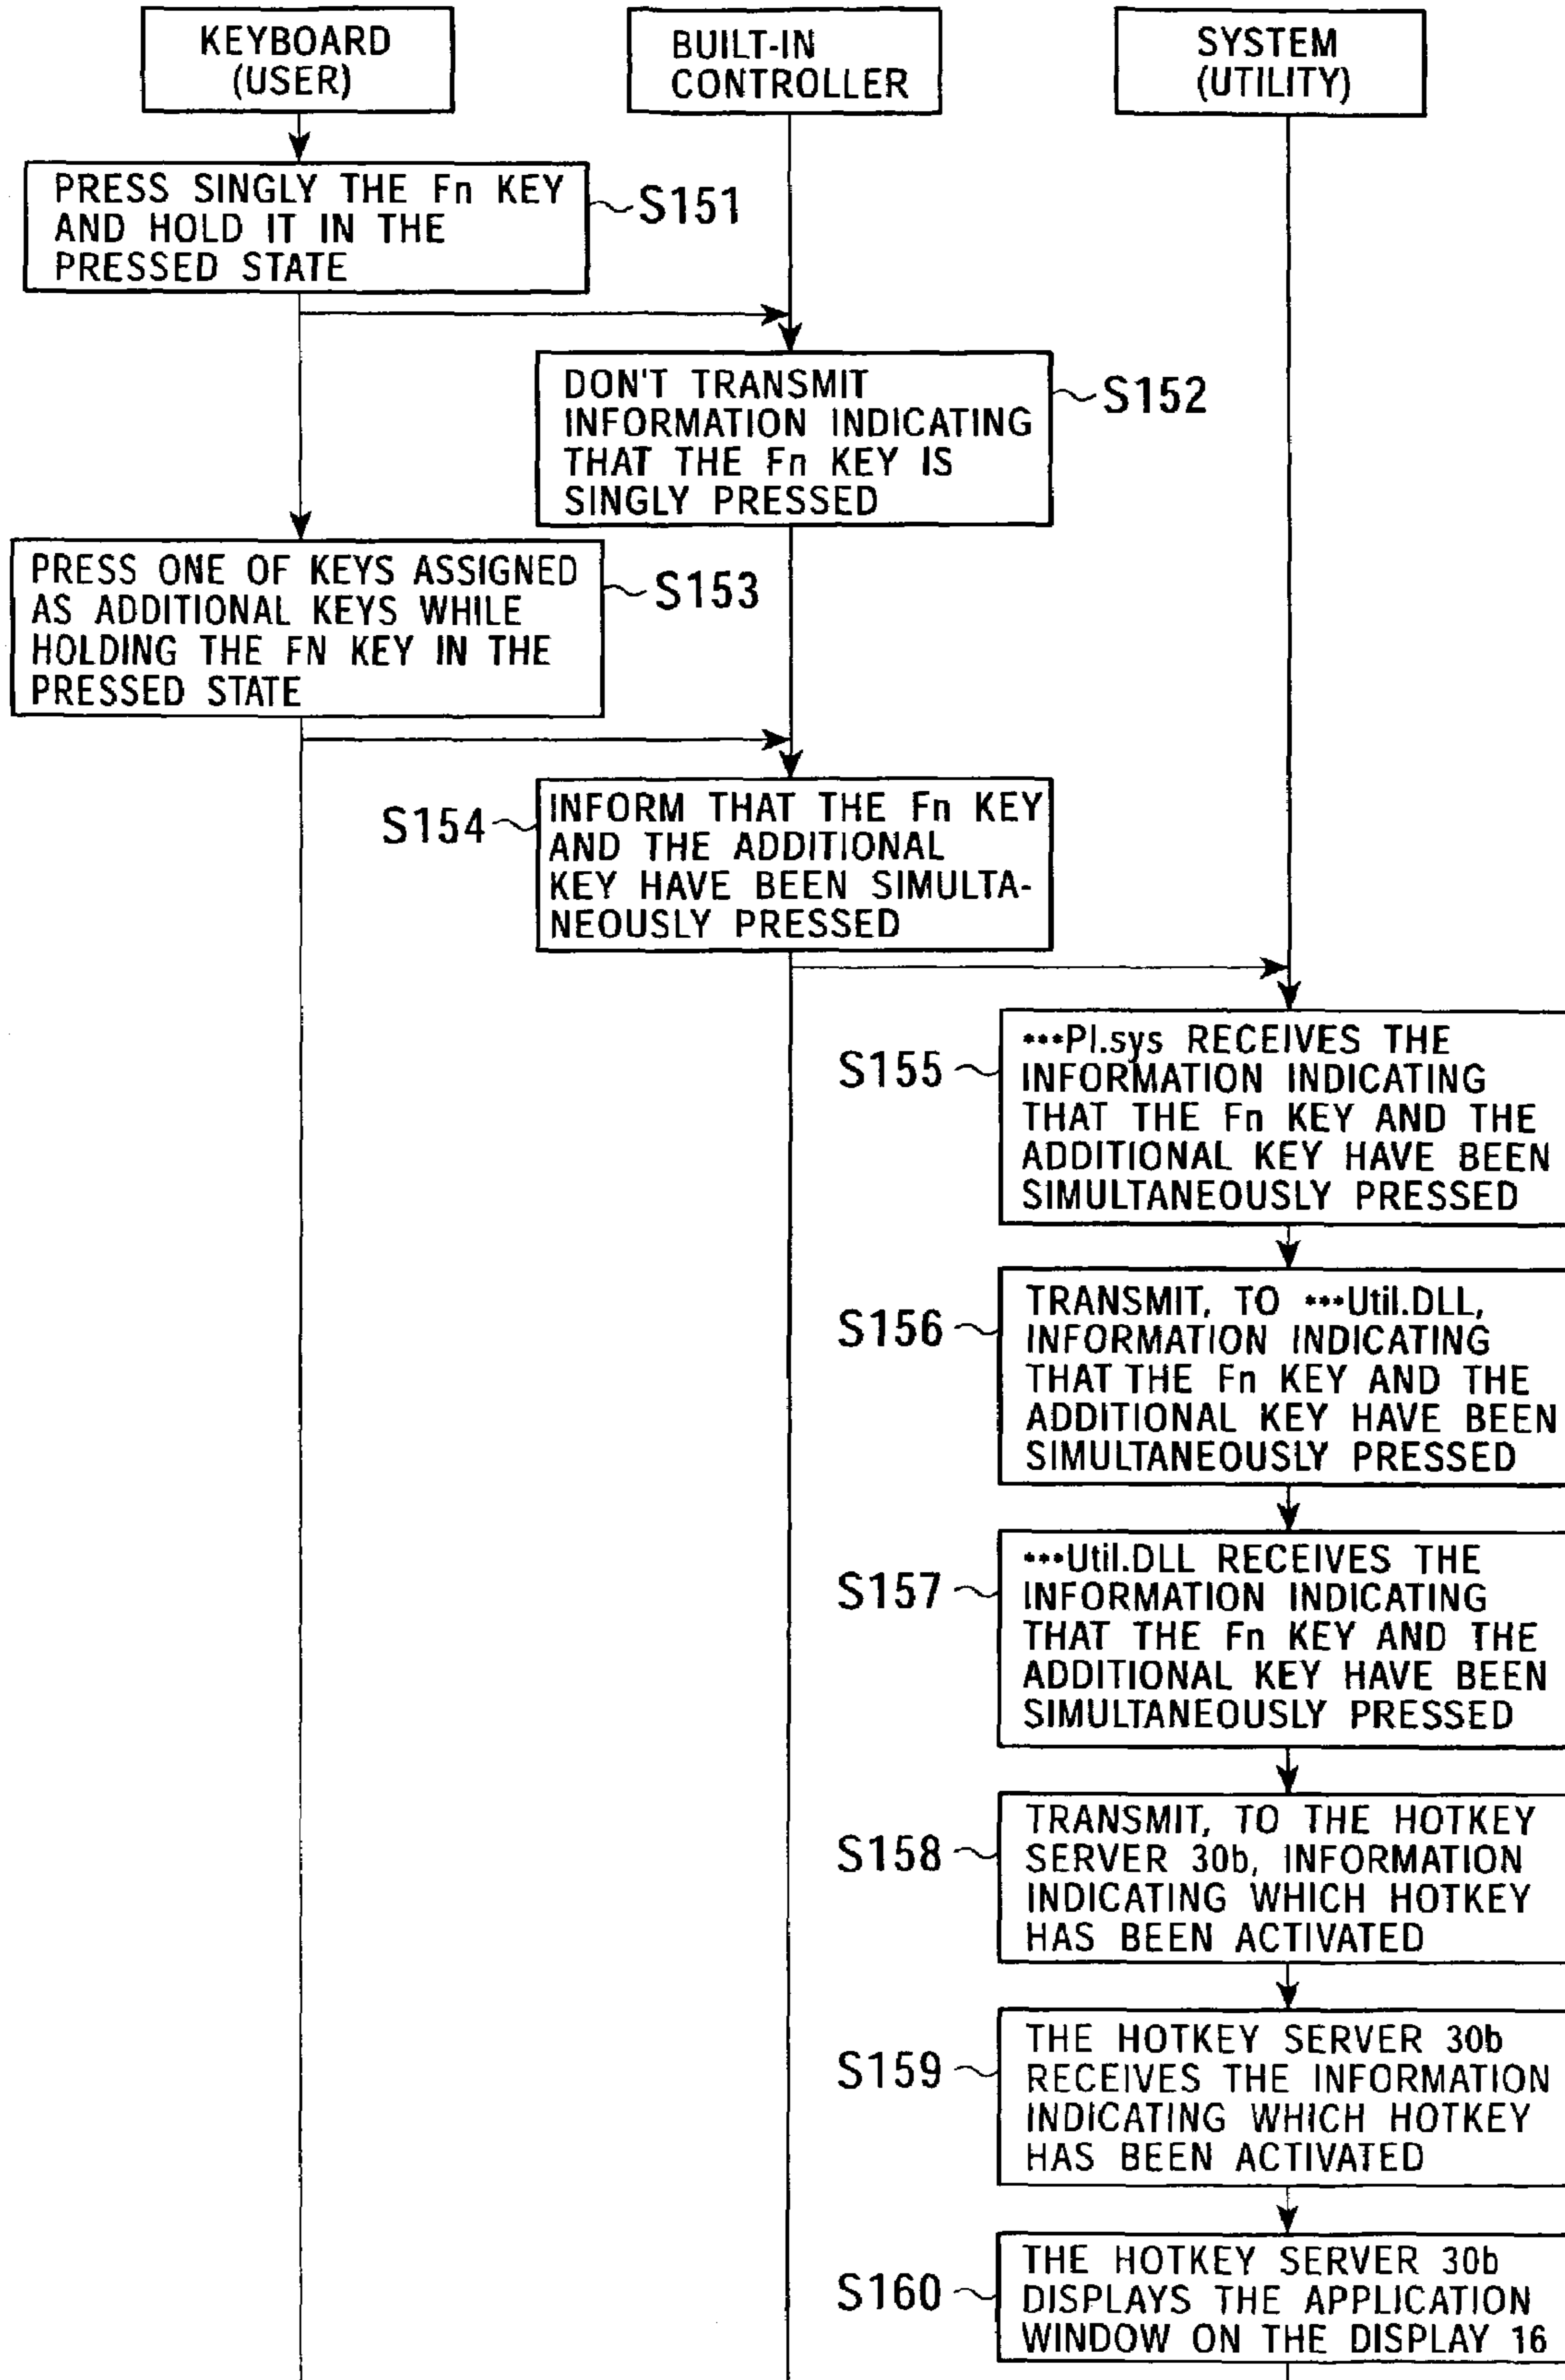 KEYBOARD
(USER)
BUILT-IN
CONTROLLER
SYSTEM
(UTILITY)
PRESS SINGLY THE Fn KEY
AND HOLD IT IN THE
PRESSED STATE
S151
DON'T TRANSMIT
INFORMATION INDICATING
THAT THE Fn KEY IS
SINGLY PRESSED
S152
PRESS ONE OF KEYS ASSIGNED
AS ADDITIONAL KEYS WHILE
HOLDING THE FN KEY IN THE
PRESSED STATE
S153
S154
INFORM THAT THE Fn KEY
AND THE ADDITIONAL
KEY HAVE BEEN SIMULTA-
NEOUSLY PRESSED
S155
***PI.sys RECEIVES THE
INFORMATION INDICATING
THAT THE Fn KEY AND THE
ADDITIONAL KEY HAVE BEEN
SIMULTANEOUSLY PRESSED
S156
TRANSMIT, TO ***Util.DLL,
INFORMATION INDICATING
THAT THE Fn KEY AND THE
ADDITIONAL KEY HAVE BEEN
SIMULTANEOUSLY PRESSED
S157
***Util.DLL RECEIVES THE
INFORMATION INDICATING
THAT THE Fn KEY AND THE
ADDITIONAL KEY HAVE BEEN
SIMULTANEOUSLY PRESSED
S158
TRANSMIT, TO THE HOTKEY
SERVER 30b, INFORMATION
INDICATING WHICH HOTKEY
HAS BEEN ACTIVATED
S159
THE HOTKEY SERVER 30b
RECEIVES THE INFORMATION
INDICATING WHICH HOTKEY
HAS BEEN ACTIVATED
S160
THE HOTKEY SERVER 30b
DISPLAYS THE APPLICATION
WINDOW ON THE DISPLAY 16